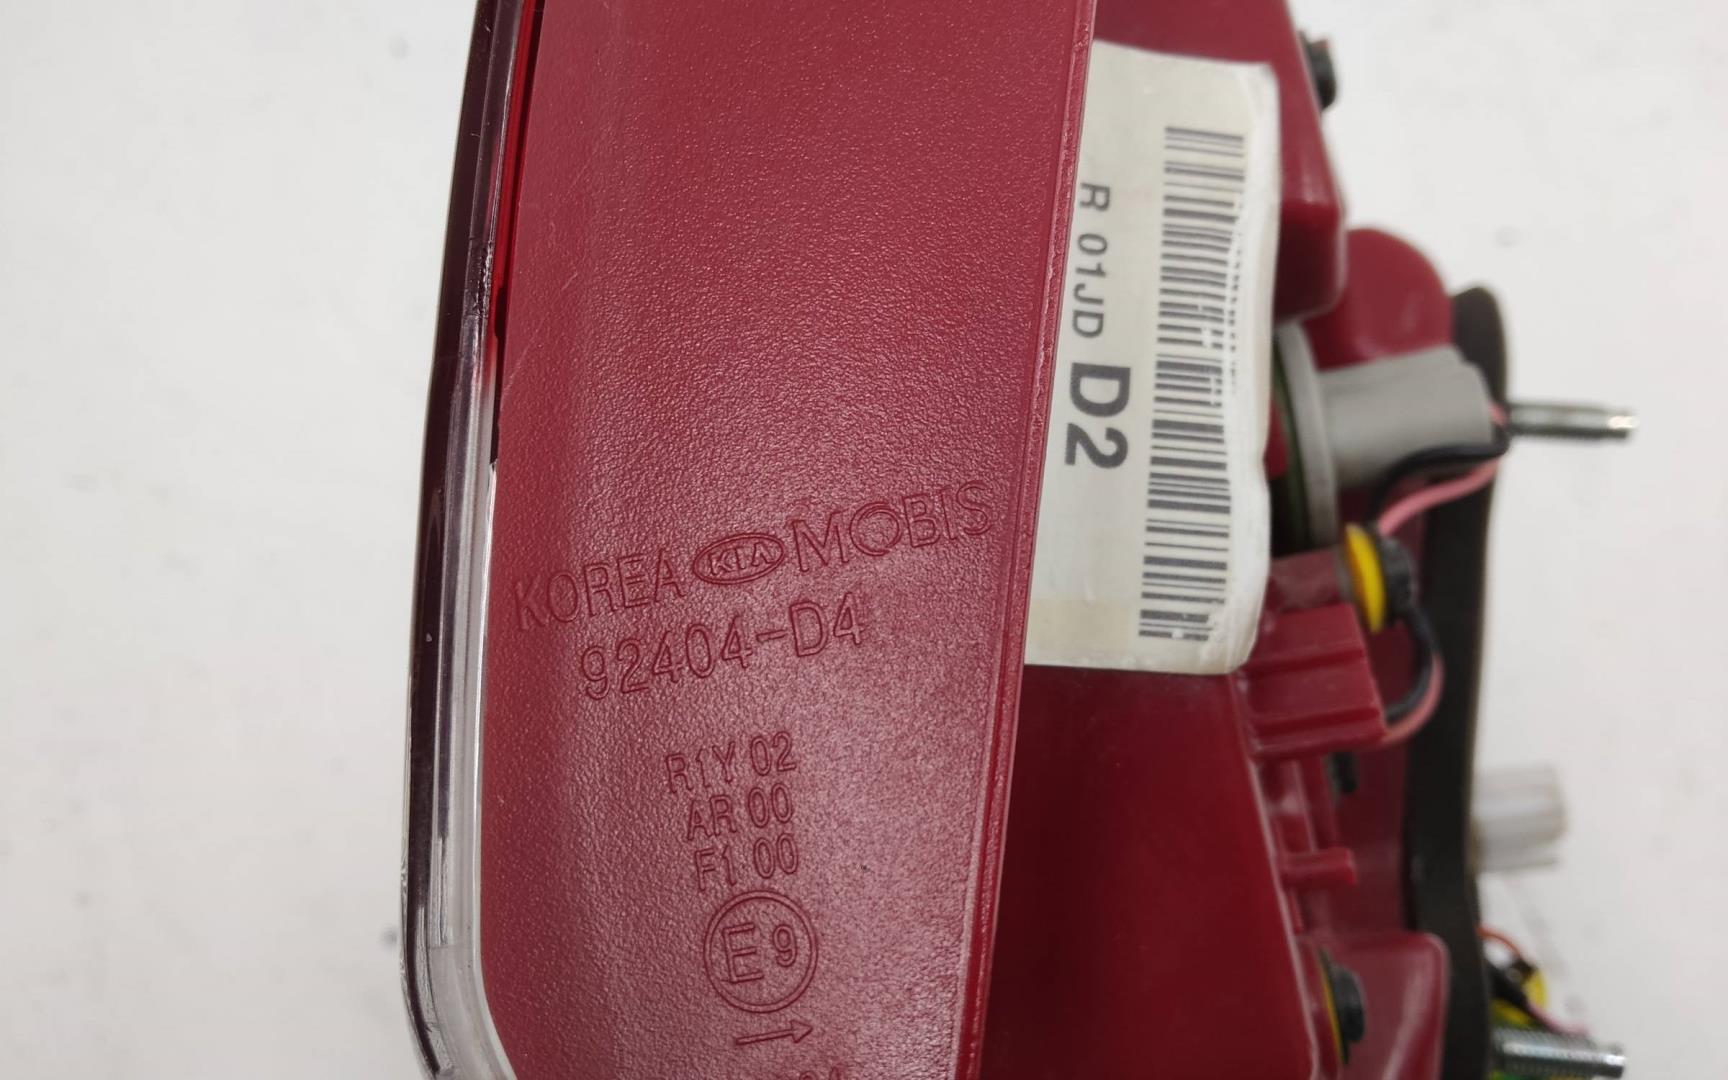 KOREA KIA MOBIS
92404-D4
R1Y 02
AR 00
F1 00
E9
R 01JD D2